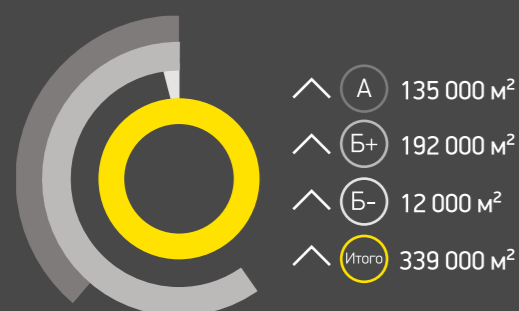 А 135 000 м²
Б+ 192 000 м²
Б- 12 000 м²
Итого 339 000 м²